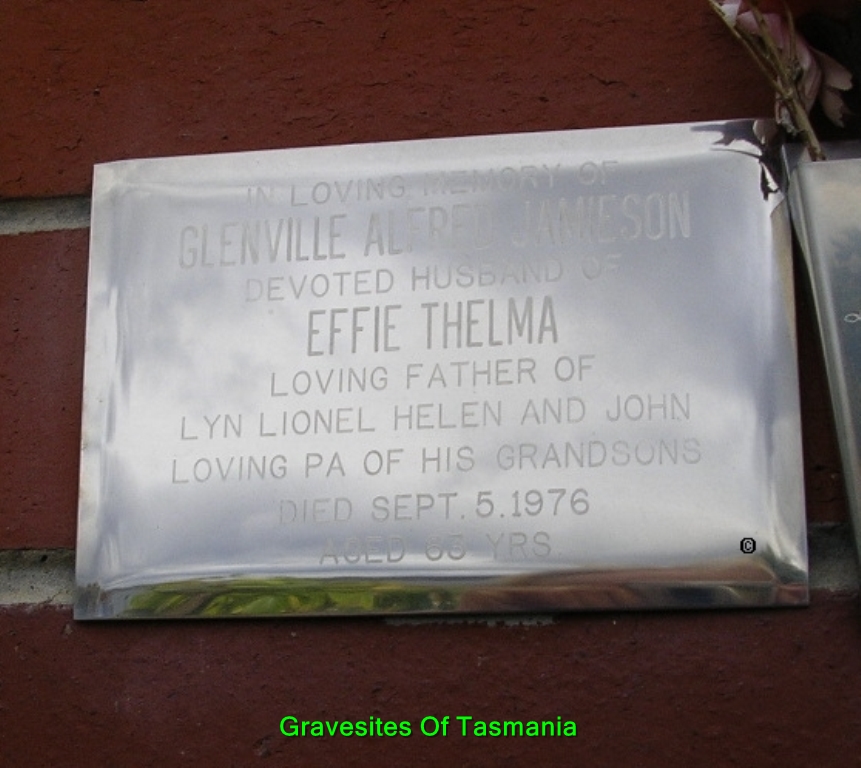 IN LOVING MEMORY OF
GLENVILLE ALFRED JAMIESON
DEVOTED HUSBAND OF
EFFIE THELMA
LOVING FATHER OF
LYN LIONEL HELEN AND JOHN
LOVING PA OF HIS GRANDSONS
DIED SEPT. 5. 1976
AGED YRS
©
Gravesites Of Tasmania